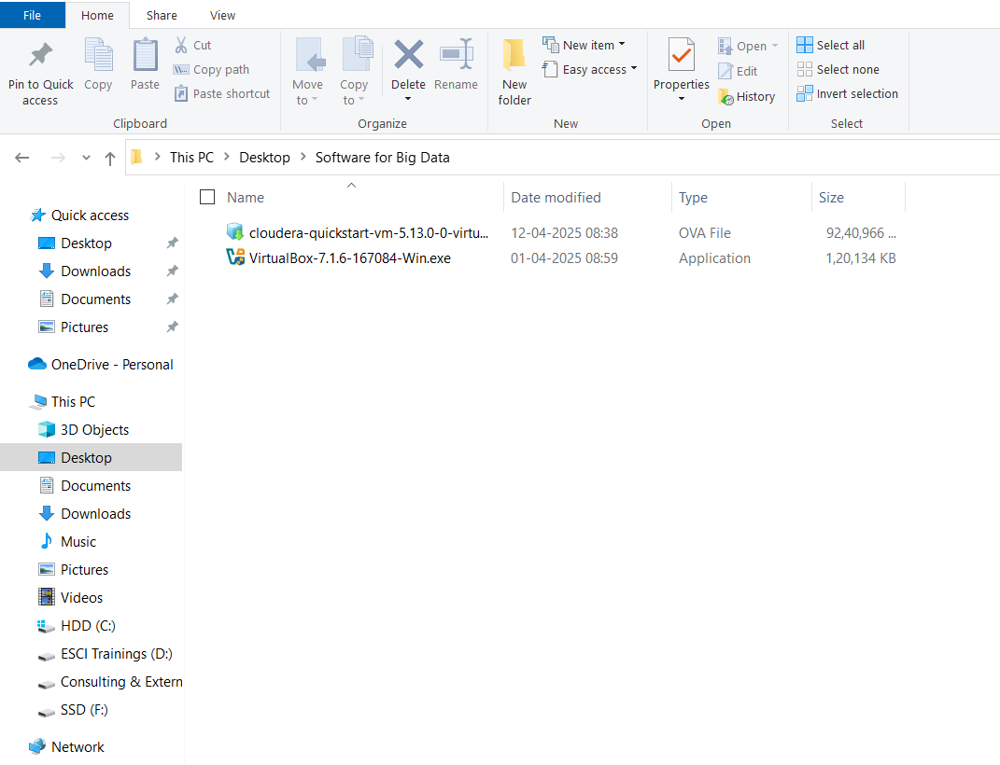 File Home Share View
Pin to Quick access
Copy
Paste
Cut
Copy path
Paste shortcut
Clipboard
Move to
Copy to
Delete
Rename
Organize
New folder
New item
Easy access
New
Properties
Open
Edit
History
Open
Select all
Select none
Invert selection
Select
This PC > Desktop > Software for Big Data
Name Date modified Type Size
cloudera-quickstart-vm-5.13.0-0-virtu... 12-04-2025 08:38 OVA File 92,40,966 ...
VirtualBox-7.1.6-167084-Win.exe 01-04-2025 08:59 Application 1,20,134 KB
Quick access
Desktop
Downloads
Documents
Pictures
OneDrive - Personal
This PC
3D Objects
Desktop
Documents
Downloads
Music
Pictures
Videos
HDD (C:)
ESCI Trainings (D:)
Consulting & Extern
SSD (F:)
Network